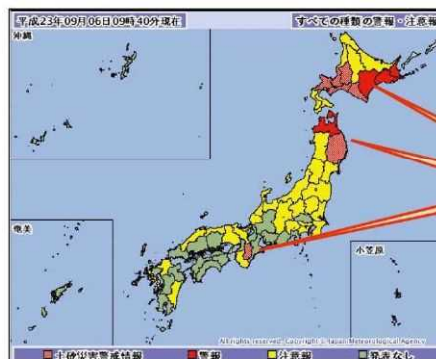 平成23年09月06日09時40分現在 すべての種類の警報・注意報
沖縄
奄美
小笠原
All rights reserved. Copyright © Japan Meteorological Agency
土砂災害警戒情報 警報 注意報 発表なし